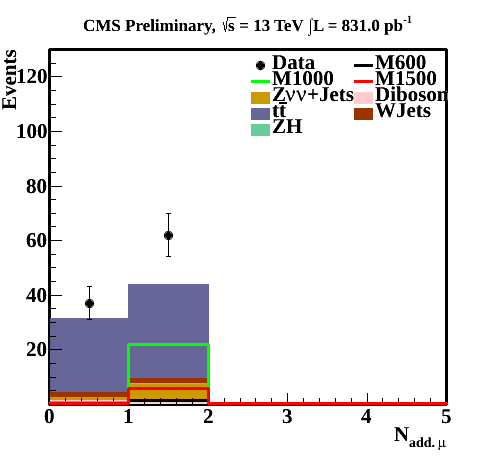 CMS Preliminary, √s = 13 TeV ∫L = 831.0 pb⁻¹
Events
Data
M600
M1000
M1500
Zνν+Jets
Diboson
tt̄
WJets
ZH
120
100
80
60
40
20
0 1 2 3 4 5
N add. μ